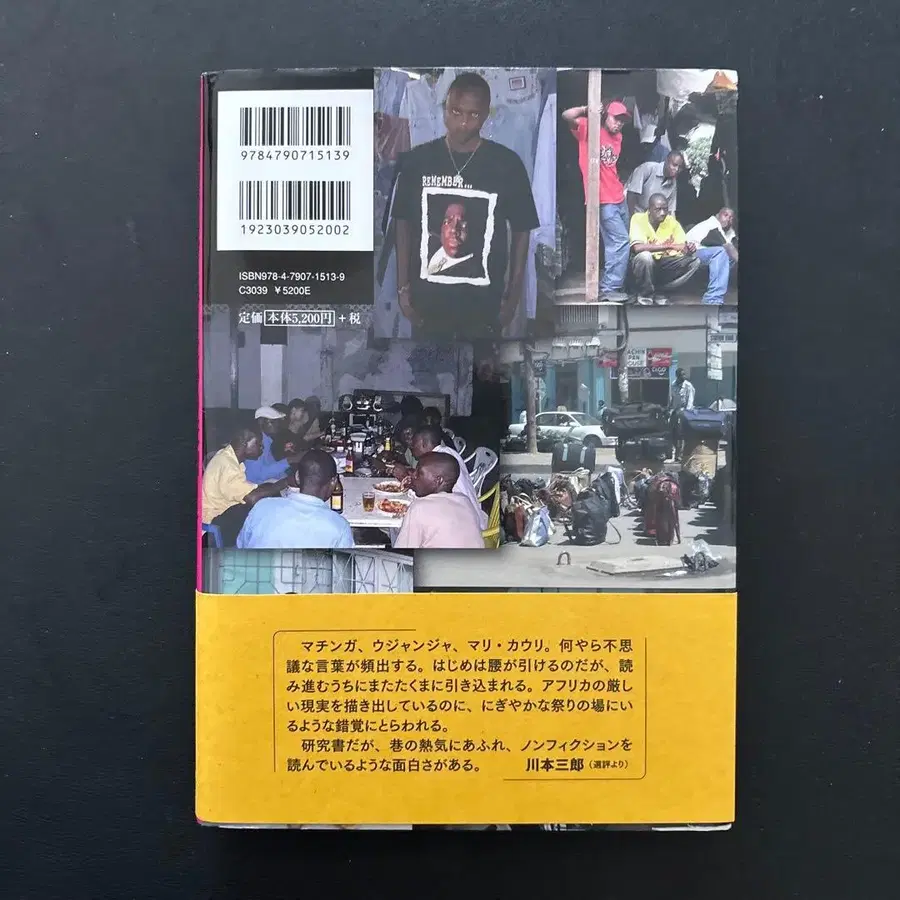 9784790715139
1923039052002
ISBN978-4-7907-1513-9
C3039 ¥5200E
定価 本体5,200円 +税
REMEMBER...
マチンガ、ウジャンジャ、マリ・カウリ。何やら不思
議な言葉が頻出する。はじめは腰が引けるのだが、読
み進むうちにまたたくまに引き込まれる。アフリカの厳し
い現実を描き出しているのに、にぎやかな祭りの場にい
るような錯覚にとらわれる。
研究書だが、巷の熱気にあふれ、ノンフィクションを
読んでいるような面白さがある。 川本三郎（選評より）